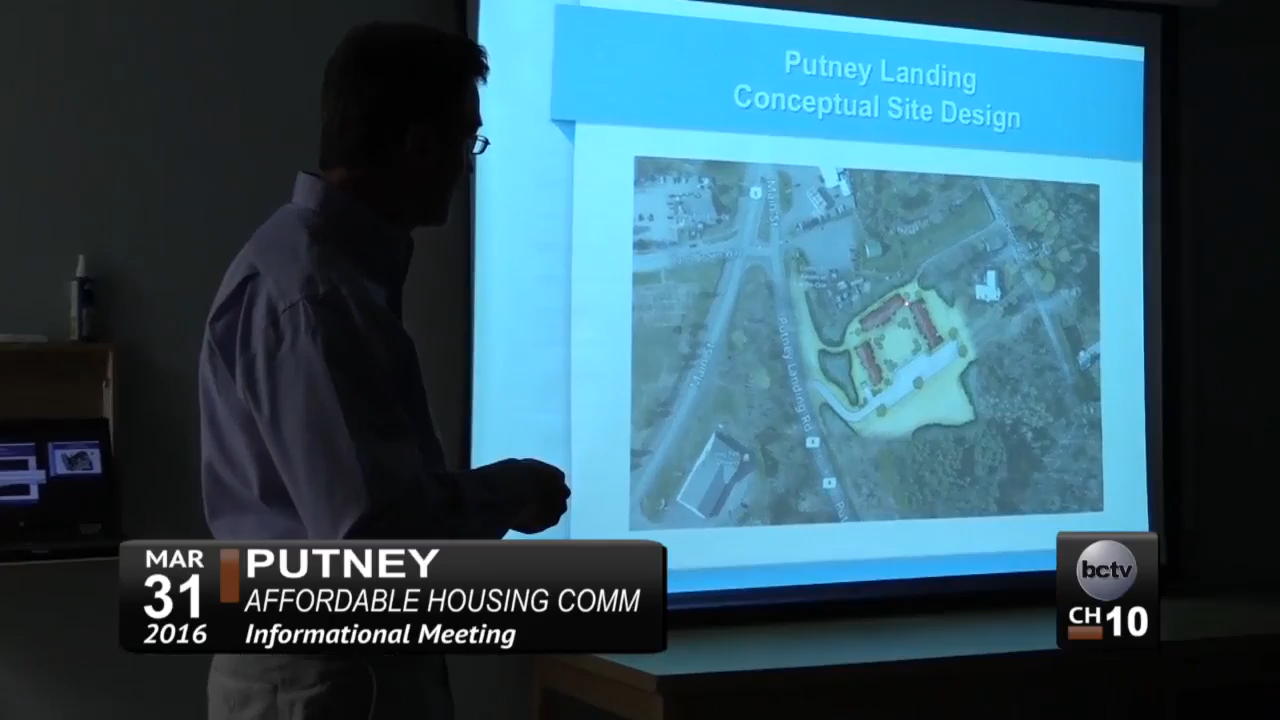 Putney Landing
Conceptual Site Design
Main St
Putney Landing Rd
MAR
31
2016
PUTNEY
AFFORDABLE HOUSING COMM
Informational Meeting
bctv
CH 10